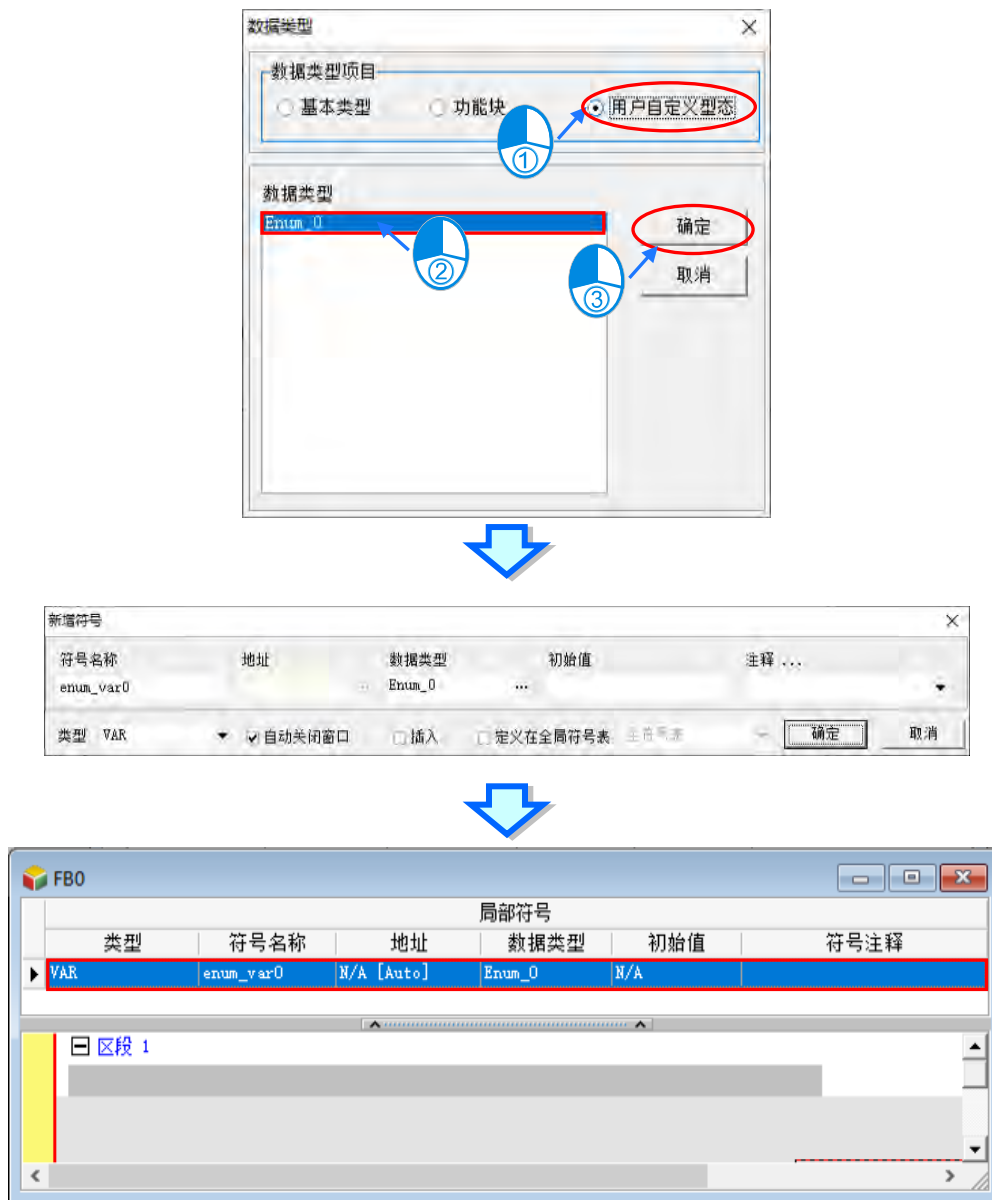 数据类型
数据类型项目
基本类型 功能块 用户自定义型态
①
数据类型
Enum_0
确定
②
取消
③
新增符号
符号名称 地址 数据类型 初始值 注释 ...
enum_var0 Enum_0 ...
类型 VAR 自动关闭窗口 插入 定义在全局符号表 确定 取消
FB0
局部符号
类型 符号名称 地址 数据类型 初始值 符号注释
VAR enum_var0 N/A [Auto] Enum_0 N/A
区段 1